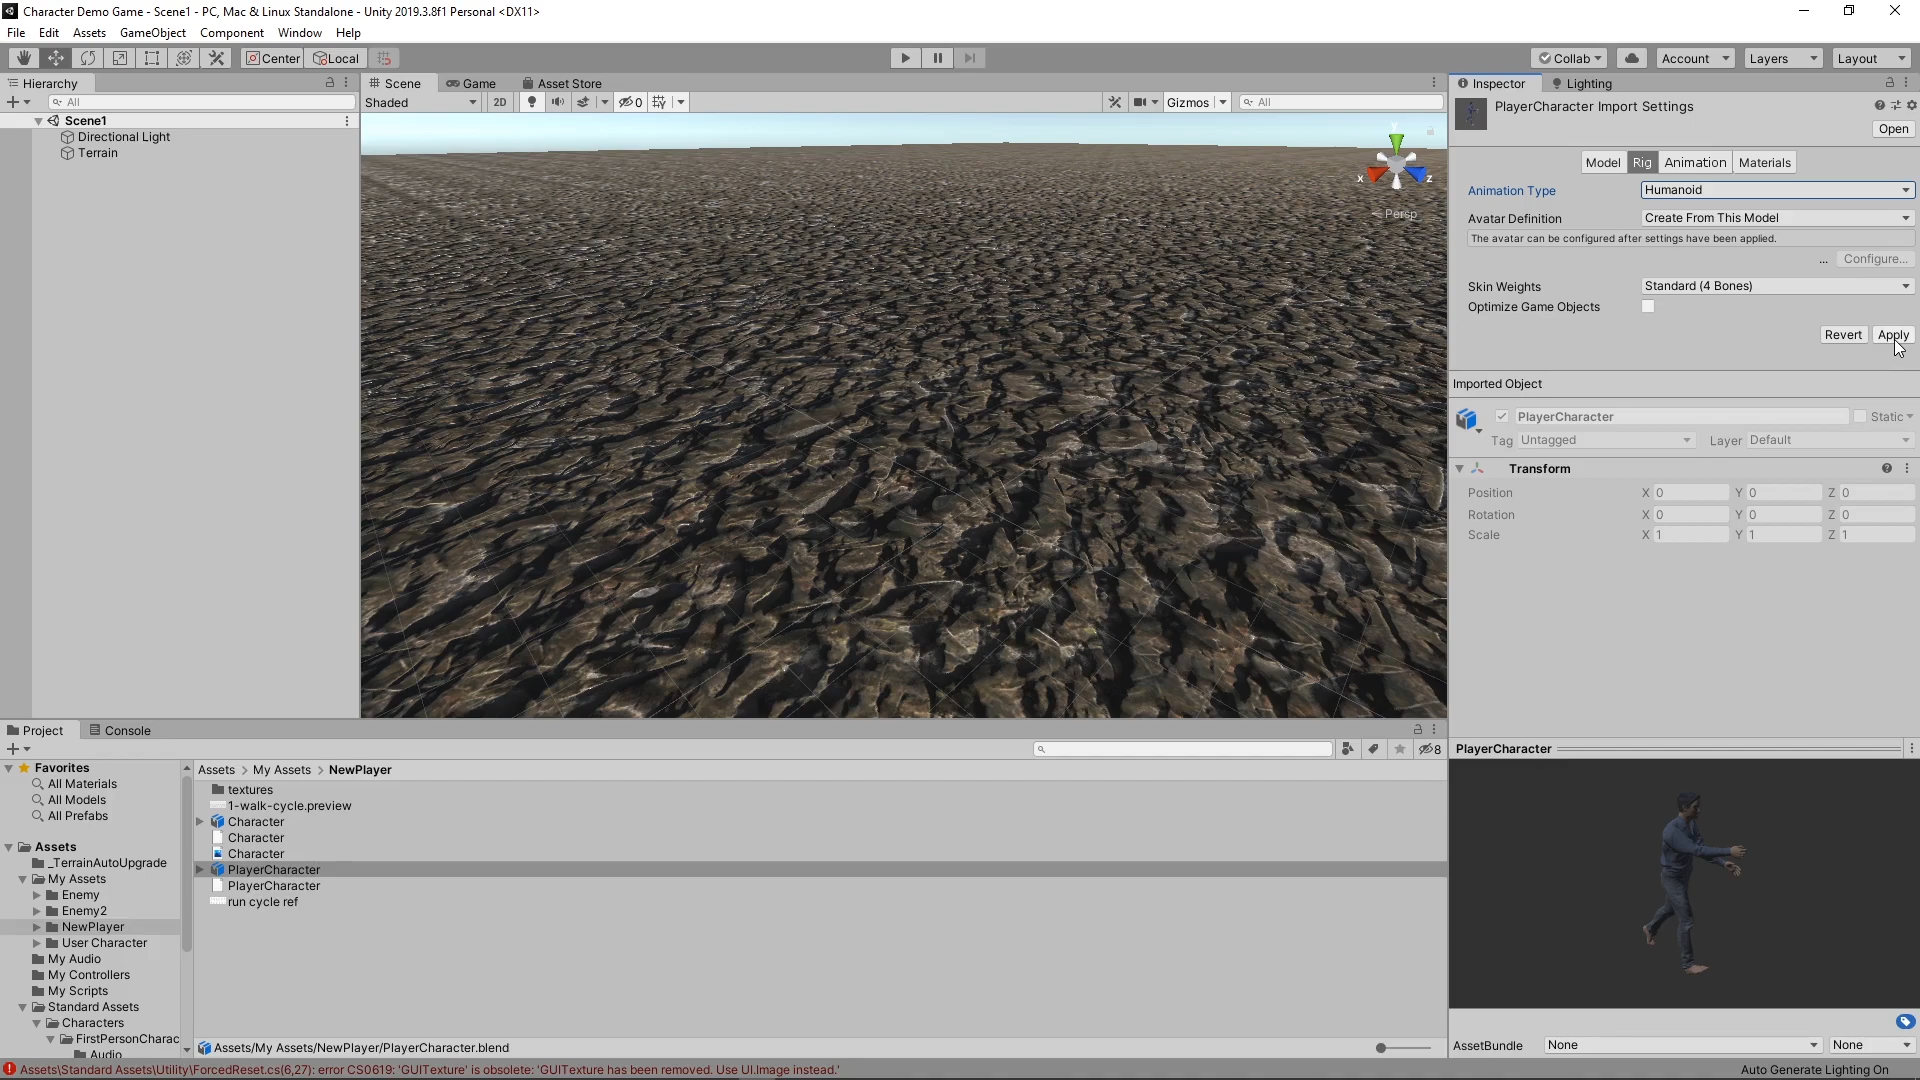 Character Demo Game - Scene1 - PC, Mac & Linux Standalone - Unity 2019.3.8f1 Personal <DX11>
File Edit Assets GameObject Component Window Help
Center Local Collab Account Layers Layout
Hierarchy
All
Scene1
Directional Light
Terrain
Scene Game Asset Store
Shaded 2D 0 Gizmos All
y
x z
Persp
Inspector Lighting
PlayerCharacter Import Settings
Open
Model Rig Animation Materials
Animation Type Humanoid
Avatar Definition Create From This Model
The avatar can be configured after settings have been applied.
... Configure...
Skin Weights Standard (4 Bones)
Optimize Game Objects
Revert Apply
Imported Object
PlayerCharacter Static
Tag Untagged Layer Default
Transform
Position X 0 Y 0 Z 0
Rotation X 0 Y 0 Z 0
Scale X 1 Y 1 Z 1
Project Console
8
Favorites
All Materials
All Models
All Prefabs
Assets
_TerrainAutoUpgrade
My Assets
Enemy
Enemy2
NewPlayer
User Character
My Audio
My Controllers
My Scripts
Standard Assets
Characters
FirstPersonCharac
Audio
Assets > My Assets > NewPlayer
textures
1-walk-cycle.preview
Character
Character
Character
PlayerCharacter
PlayerCharacter
run cycle ref
Assets/My Assets/NewPlayer/PlayerCharacter.blend
PlayerCharacter
AssetBundle None None
Assets\Standard Assets\Utility\ForcedReset.cs(6,27): error CS0619: 'GUITexture' is obsolete: 'GUITexture has been removed. Use UI.Image instead.'
Auto Generate Lighting On